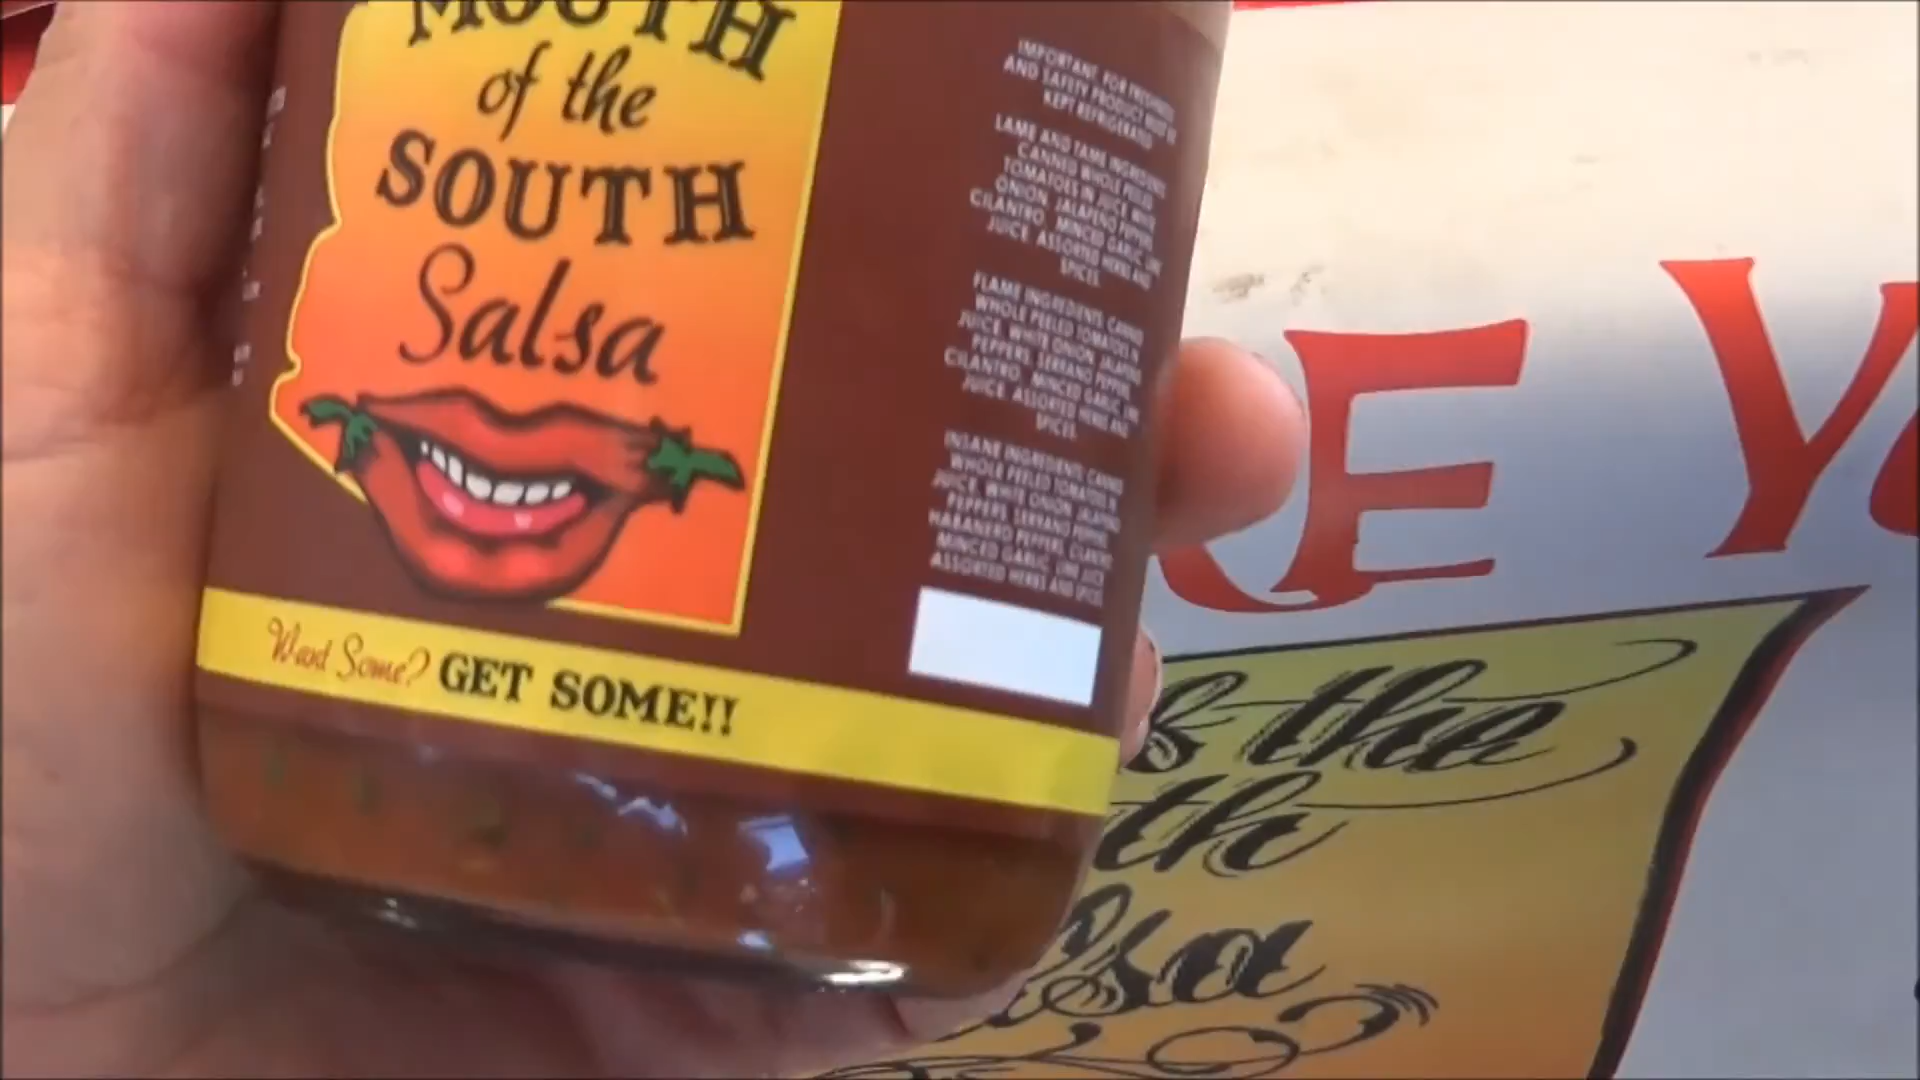 MOUTH
of the
SOUTH
Salsa
Want Some? GET SOME!!
IMPORTANT: FOR FRESHNESS
AND SAFETY PRODUCT MUST BE
KEPT REFRIGERATED
LAME AND TAME INGREDIENTS:
CANNED WHOLE PEELED
TOMATOES IN JUICE, WHITE
ONION, JALAPENO PEPPERS,
CILANTRO, MINCED GARLIC, LIME
JUICE, ASSORTED HERBS AND
SPICES.
FLAME INGREDIENTS: CANNED
WHOLE PEELED TOMATOES IN
JUICE, WHITE ONION, JALAPENO
PEPPERS, SERRANO PEPPERS,
CILANTRO, MINCED GARLIC, LIME
JUICE, ASSORTED HERBS AND
SPICES.
INSANE INGREDIENTS: CANNED
WHOLE PEELED TOMATOES IN
JUICE, WHITE ONION, JALAPENO
PEPPERS, SERRANO PEPPERS,
HABANERO PEPPERS, CILANTRO,
MINCED GARLIC, LIME JUICE,
ASSORTED HERBS AND SPICES.
RE Yo
of the
th
lsa